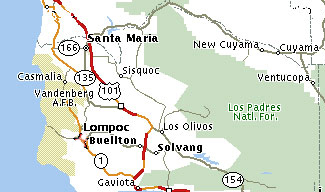 Santa Maria
166
New Cuyama
Cuyama
Casmalia
Sisquoc
135
Vandenberg
A.F.B.
101
Ventucopa
Los Padres
Natl. For.
Lompoc
Los Olivos
Buellton
Solvang
1
154
Gaviota